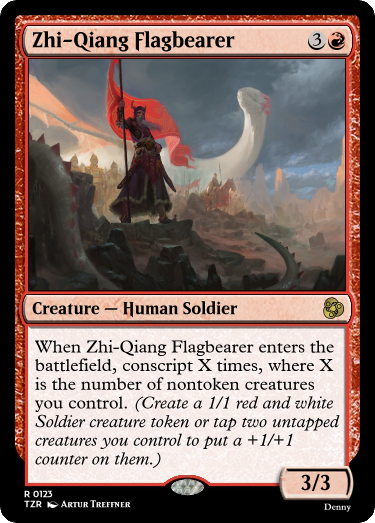 Zhi-Qiang Flagbearer 3
Creature — Human Soldier
When Zhi-Qiang Flagbearer enters the
battlefield, conscript X times, where X
is the number of nontoken creatures
you control. (Create a 1/1 red and white
Soldier creature token or tap two untapped
creatures you control to put a +1/+1
counter on them.)
3/3
R 0123
TZR Artur Treffner
Denny